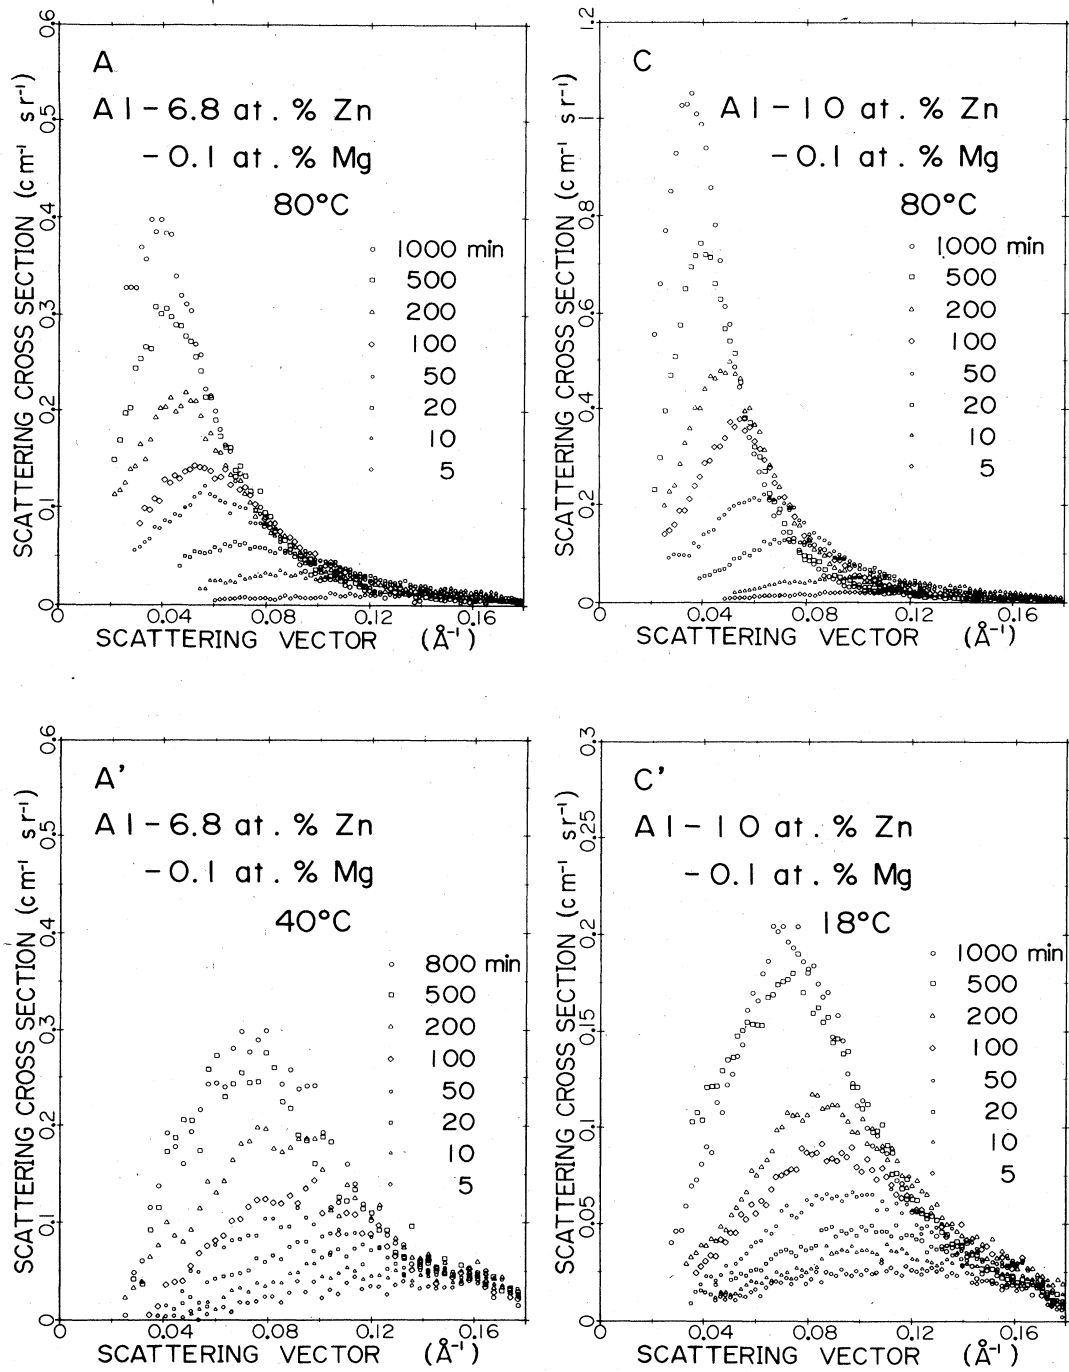 A
Al-6.8 at. % Zn
-0.1 at. % Mg
80°C
1000 min
500
200
100
50
20
10
5
0.6
0.5
0.4
0.3
0.2
0.1
0
SCATTERING CROSS SECTION (cm⁻¹ sr⁻¹)
0 0.04 0.08 0.12 0.16
SCATTERING VECTOR (Å⁻¹)
C
Al-10 at. % Zn
-0.1 at. % Mg
80°C
1000 min
500
200
100
50
20
10
5
1.2
1
0.8
0.6
0.4
0.2
0
SCATTERING CROSS SECTION (cm⁻¹ sr⁻¹)
0 0.04 0.08 0.12 0.16
SCATTERING VECTOR (Å⁻¹)
A'
Al-6.8 at. % Zn
-0.1 at. % Mg
40°C
800 min
500
200
100
50
20
10
5
0.6
0.5
0.4
0.3
0.2
0.1
0
SCATTERING CROSS SECTION (cm⁻¹ sr⁻¹)
0 0.04 0.08 0.12 0.16
SCATTERING VECTOR (Å⁻¹)
C'
Al-10 at. % Zn
-0.1 at. % Mg
18°C
1000 min
500
200
100
50
20
10
5
0.3
0.25
0.2
0.15
0.1
0.05
0
SCATTERING CROSS SECTION (cm⁻¹ sr⁻¹)
0 0.04 0.08 0.12 0.16
SCATTERING VECTOR (Å⁻¹)